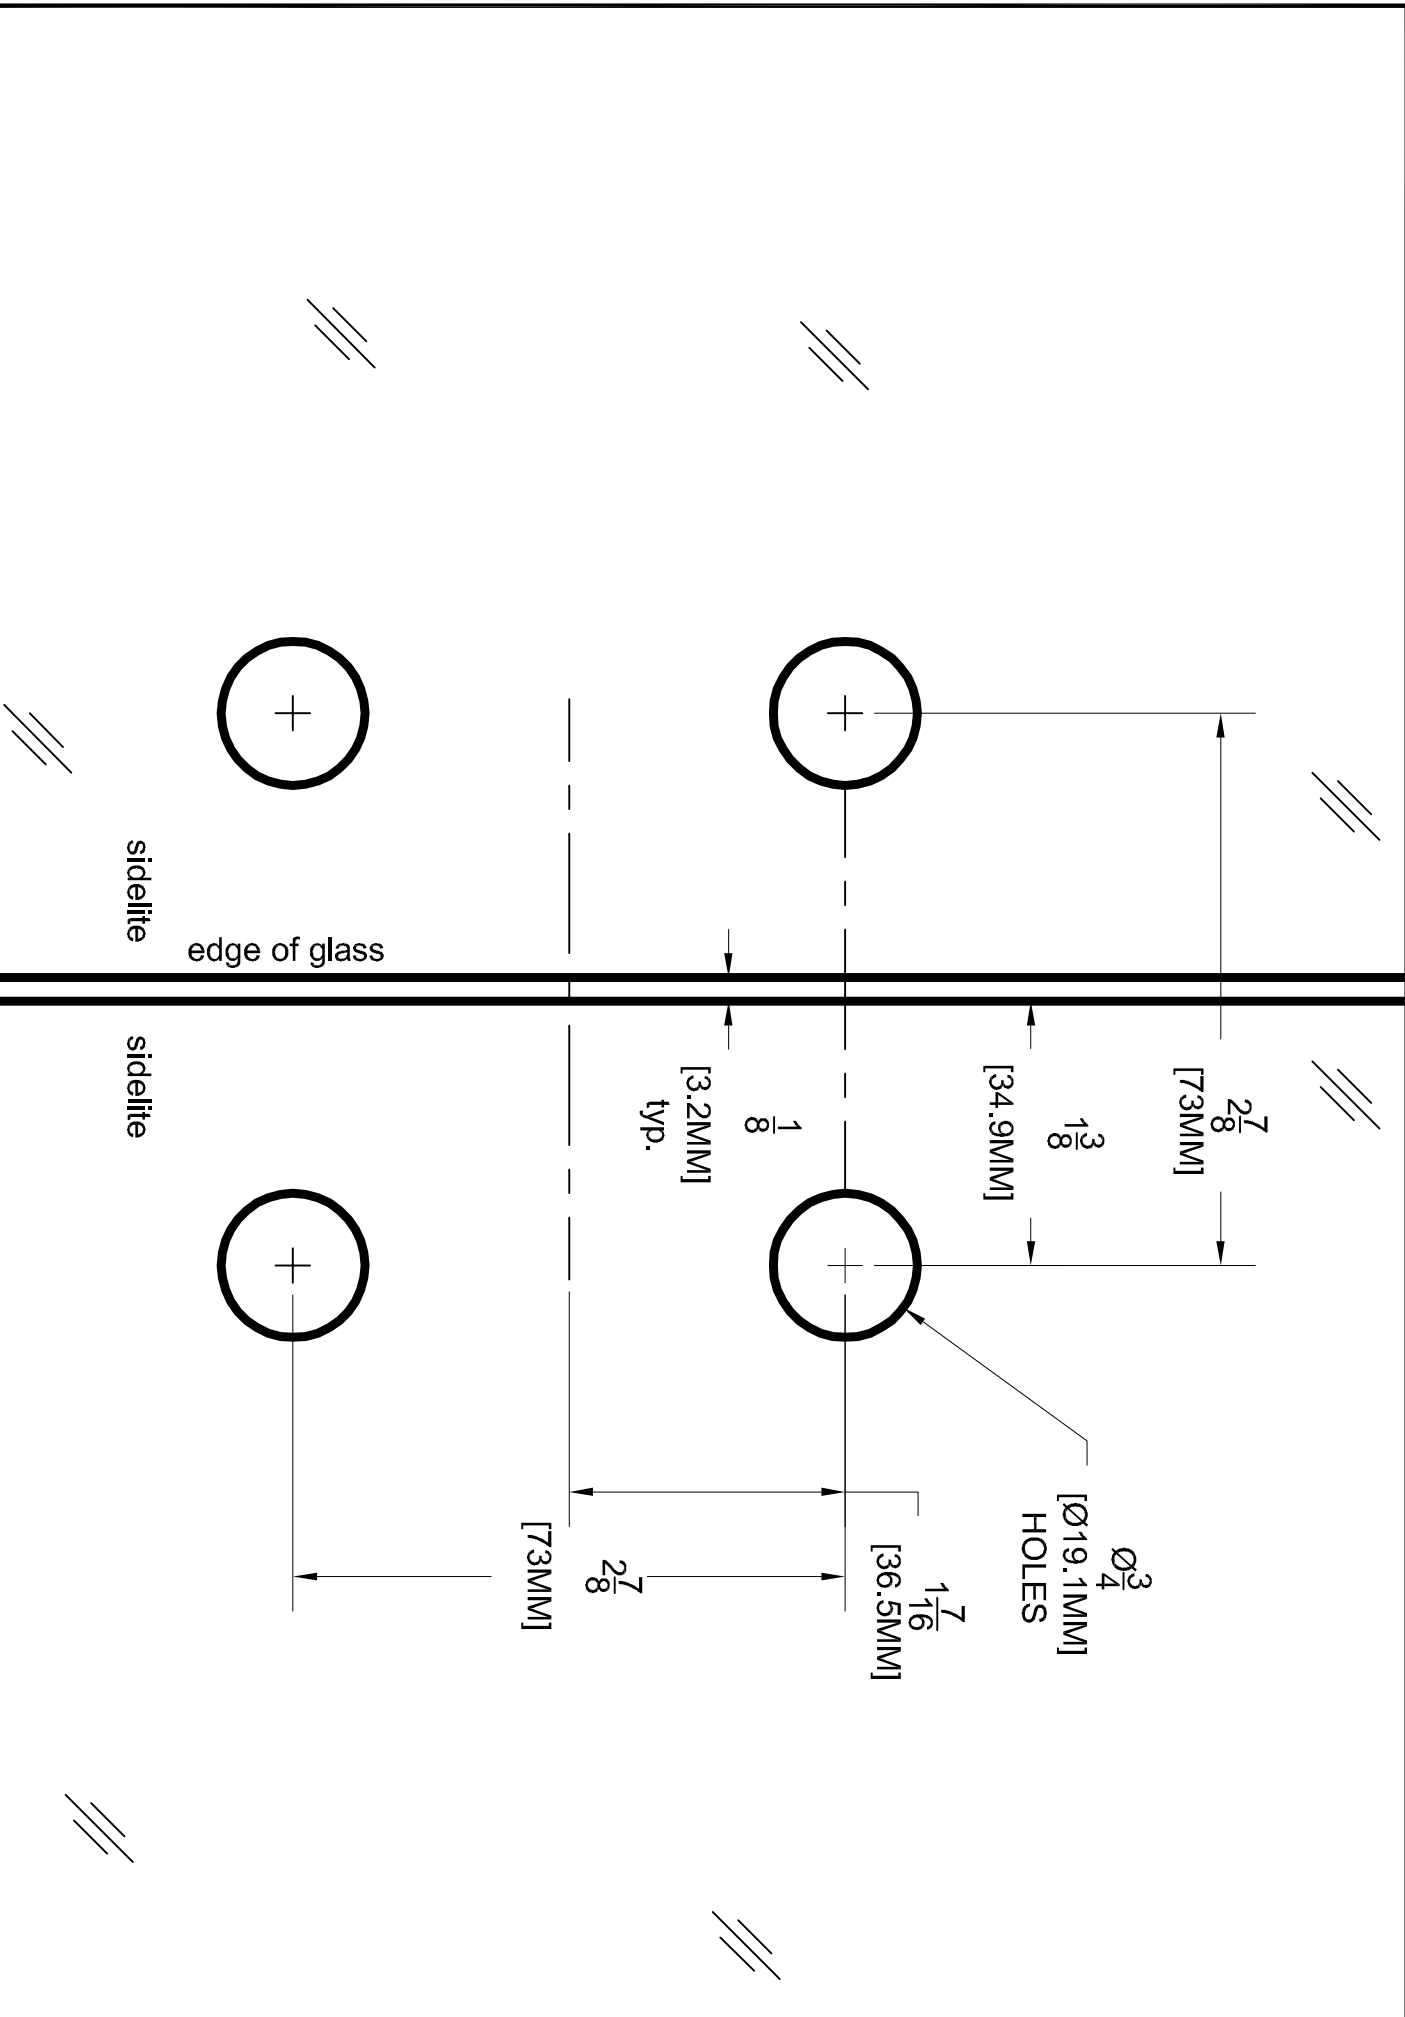 2 7/8
[73MM]
1 3/8
[34.9MM]
1/8
[3.2MM]
typ.
edge of glass
sidelite
sidelite
Ø3/4
[Ø19.1MM]
HOLES
1 7/16
[36.5MM]
2 7/8
[73MM]